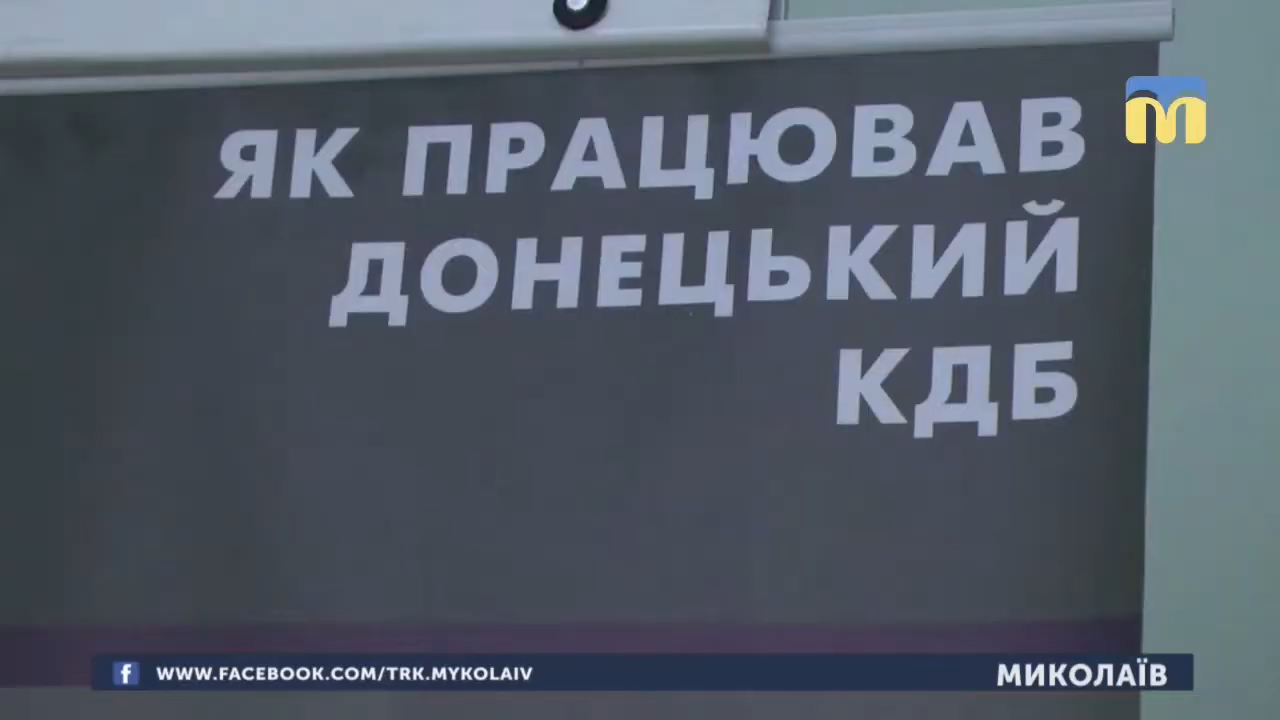 ЯК ПРАЦЮВАВ
ДОНЕЦЬКИЙ
КДБ
WWW.FACEBOOK.COM/TRK.MYKOLAIV
МИКОЛАЇВ